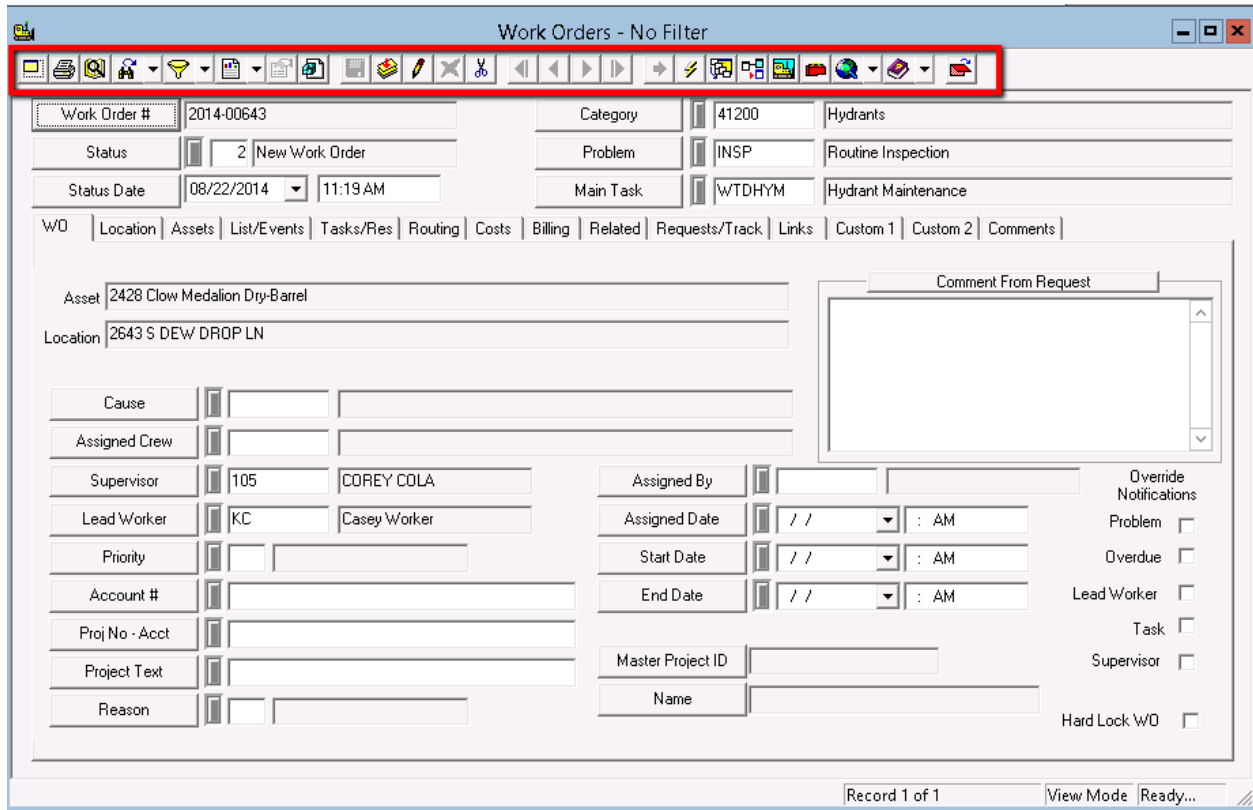 Work Orders - No Filter
Work Order # 2014-00643 Category 41200 Hydrants
Status 2 New Work Order Problem INSP Routine Inspection
Status Date 08/22/2014 11:19 AM Main Task WTDHYM Hydrant Maintenance
WO Location Assets List/Events Tasks/Res Routing Costs Billing Related Requests/Track Links Custom 1 Custom 2 Comments
Comment From Request
Asset 2428 Clow Medalion Dry-Barrel
Location 2643 S DEW DROP LN
Cause
Assigned Crew
Supervisor 105 COREY COLA Assigned By Override
Notifications
Lead Worker KC Casey Worker Assigned Date / / : AM Problem
Priority Start Date / / : AM Overdue
Account # End Date / / : AM Lead Worker
Proj No - Acct Task
Project Text Master Project ID Supervisor
Reason Name
Hard Lock WO
Record 1 of 1 View Mode Ready...